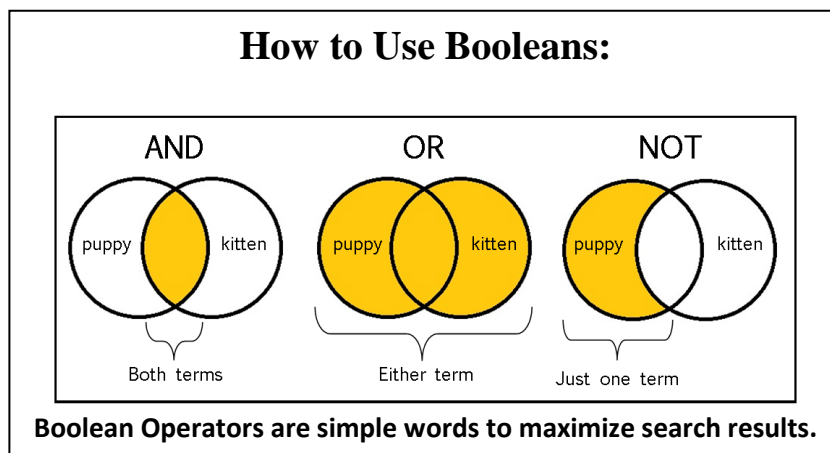 How to Use Booleans:
AND OR NOT
puppy kitten puppy kitten puppy kitten
Both terms Either term Just one term
Boolean Operators are simple words to maximize search results.